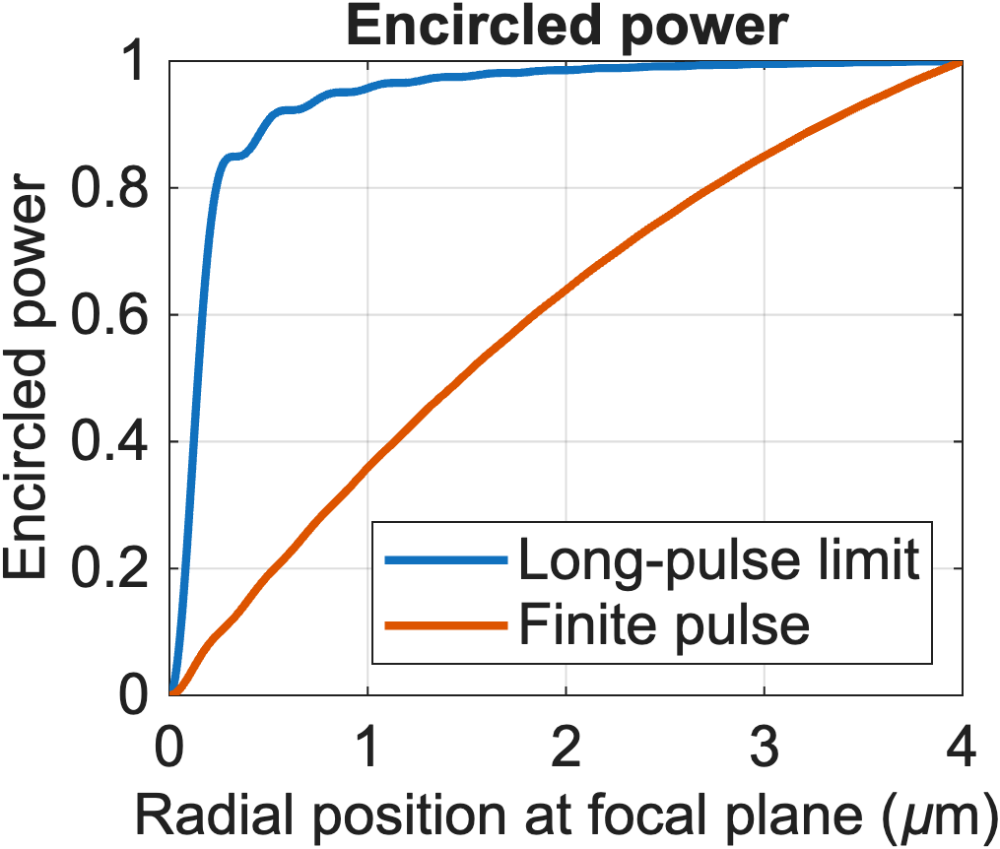 Encircled power
Encircled power
1
0.8
0.6
0.4
0.2
0
Long-pulse limit
Finite pulse
0 1 2 3 4
Radial position at focal plane (μm)